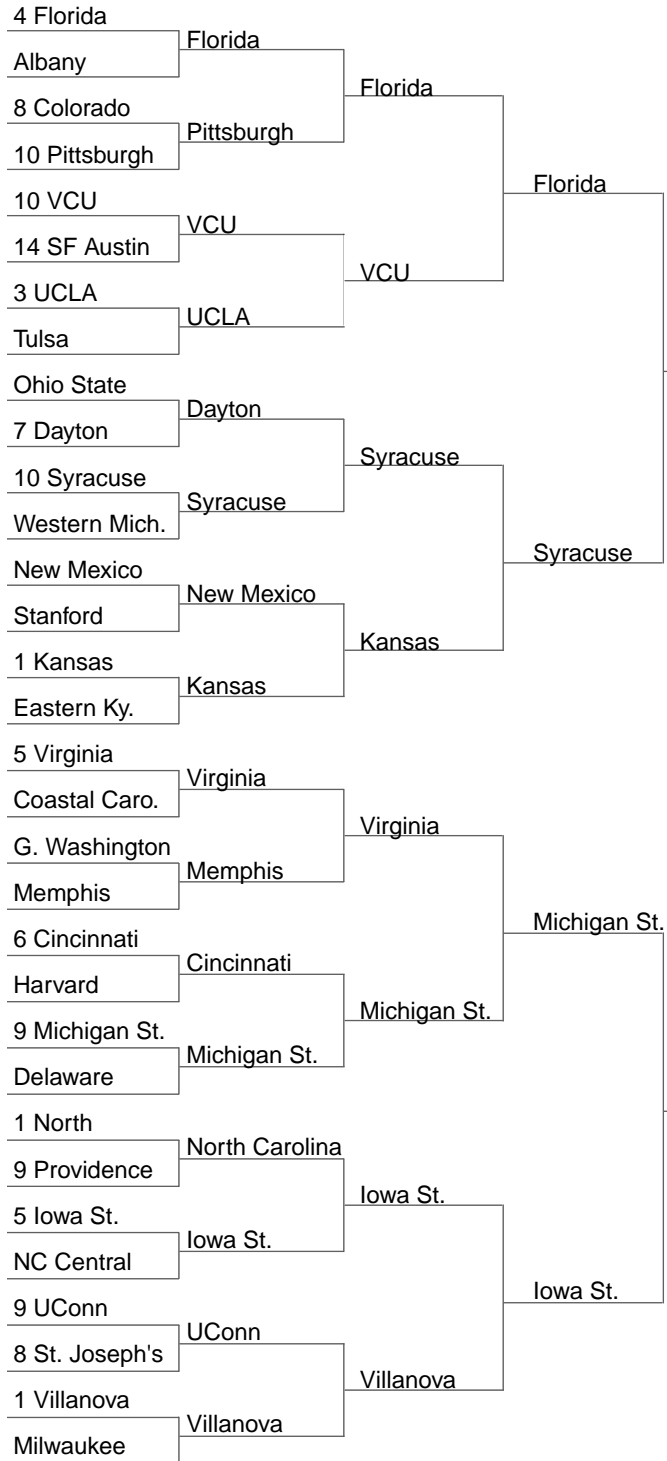 4 Florida
Florida
Albany
Florida
8 Colorado
Pittsburgh
10 Pittsburgh
Florida
10 VCU
VCU
14 SF Austin
VCU
3 UCLA
UCLA
Tulsa
Ohio State
Dayton
7 Dayton
Syracuse
10 Syracuse
Syracuse
Western Mich.
Syracuse
New Mexico
New Mexico
Stanford
Kansas
1 Kansas
Kansas
Eastern Ky.
5 Virginia
Virginia
Coastal Caro.
Virginia
G. Washington
Memphis
Memphis
Michigan St.
6 Cincinnati
Cincinnati
Harvard
Michigan St.
9 Michigan St.
Michigan St.
Delaware
1 North
North Carolina
9 Providence
Iowa St.
5 Iowa St.
Iowa St.
NC Central
Iowa St.
9 UConn
UConn
8 St. Joseph's
Villanova
1 Villanova
Villanova
Milwaukee